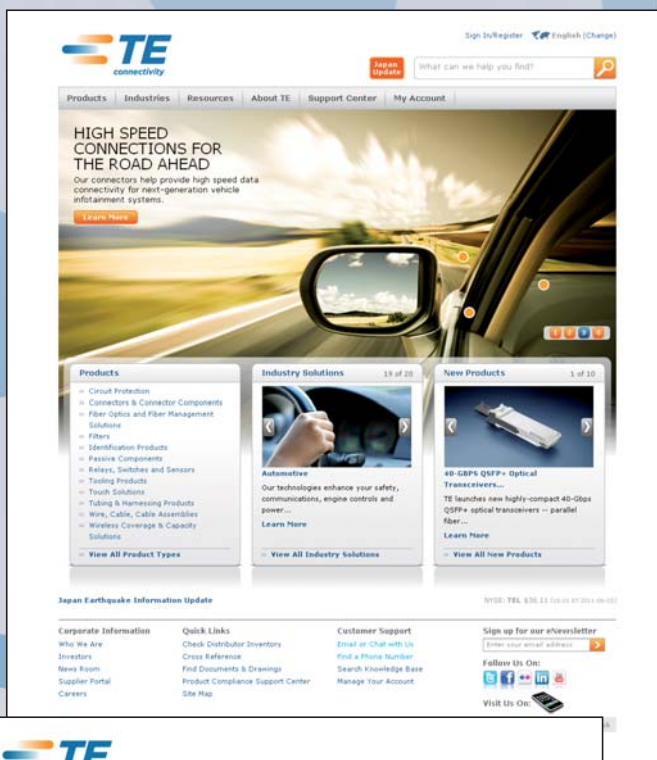 Sign In/Register English (Change)
TE
connectivity
Japan
Update
What can we help you find?
Products Industries Resources About TE Support Center My Account
HIGH SPEED
CONNECTIONS FOR
THE ROAD AHEAD
Our connectors help provide high speed data
connectivity for next-generation vehicle
infotainment systems.
Learn More
1 2 3 4
Products
Circuit Protection
Connectors & Connector Components
Fiber Optics and Fiber Management
Solutions
Filters
Identification Products
Passive Components
Relays, Switches and Sensors
Tooling Products
Touch Solutions
Tubing & Harnessing Products
Wire, Cable, Cable Assemblies
Wireless Coverage & Capacity
Solutions
View All Product Types
Industry Solutions 19 of 20
Automotive
Our technologies enhance your safety,
communications, engine controls and
power...
Learn More
View All Industry Solutions
New Products 1 of 10
40-GBPS QSFP+ Optical
Transceivers...
TE launches new highly-compact 40-Gbps
QSFP+ optical transceivers -- parallel
fiber...
Learn More
View All New Products
Japan Earthquake Information Update
NYSE: TEL $36.11
Corporate Information
Who We Are
Investors
News Room
Supplier Portal
Careers
Quick Links
Check Distributor Inventory
Cross Reference
Find Documents & Drawings
Product Compliance Support Center
Site Map
Customer Support
Email or Chat with Us
Find a Phone Number
Search Knowledge Base
Manage Your Account
Sign up for our eNewsletter
Enter your email address
Follow Us On:
Visit Us On:
TE